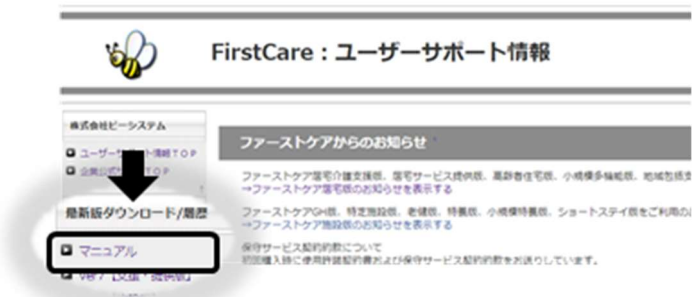 FirstCare:ユーザーサポート情報
株式会社ビーシステム
ユーザーサポート情報TOP
TOP
最新版ダウンロード/履歴
マニュアル
ファーストケアからのお知らせ
ファーストケア居宅介護支援版、居宅サービス提供版、高齢者住宅版、小規模多機能版、地域包括支
→ファーストケア居宅版のお知らせを表示する
ファーストケアGH版、特定施設版、老健版、特養版、小規模特養版、ショートステイ版をご利用の
→ファーストケア施設版のお知らせを表示する
保守サービス契約約款について
初回購入時に使用許諾契約書および保守サービス契約約款をお送りしています。